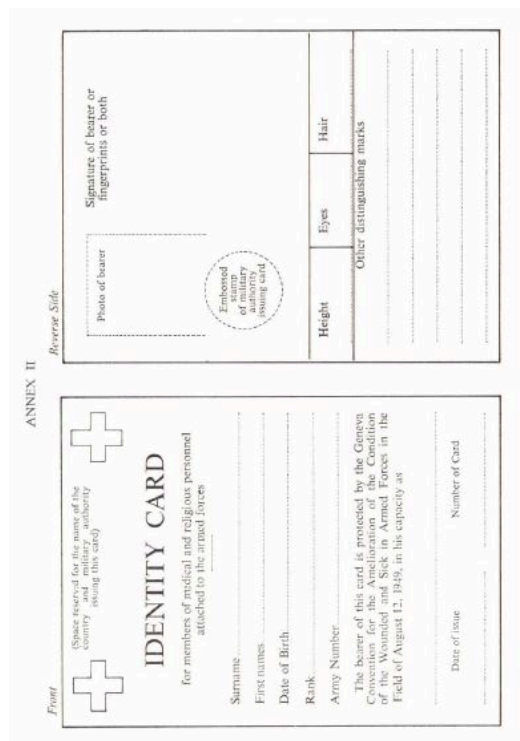 ANNEX II
Front
(Space reserved for the name of the
country and military authority
issuing this card)
IDENTITY CARD
for members of medical and religious personnel
attached to the armed forces
Surname
First names
Date of Birth
Rank
Army Number
The bearer of this card is protected by the Geneva
Convention for the Amelioration of the Condition
of the Wounded and Sick in Armed Forces in the
Field of August 12, 1949, in his capacity as
Date of issue Number of Card
Reverse Side
Photo of bearer
Signature of bearer or
fingerprints or both
Embossed
stamp
of military
authority
issuing card
Height Eyes Hair
Other distinguishing marks